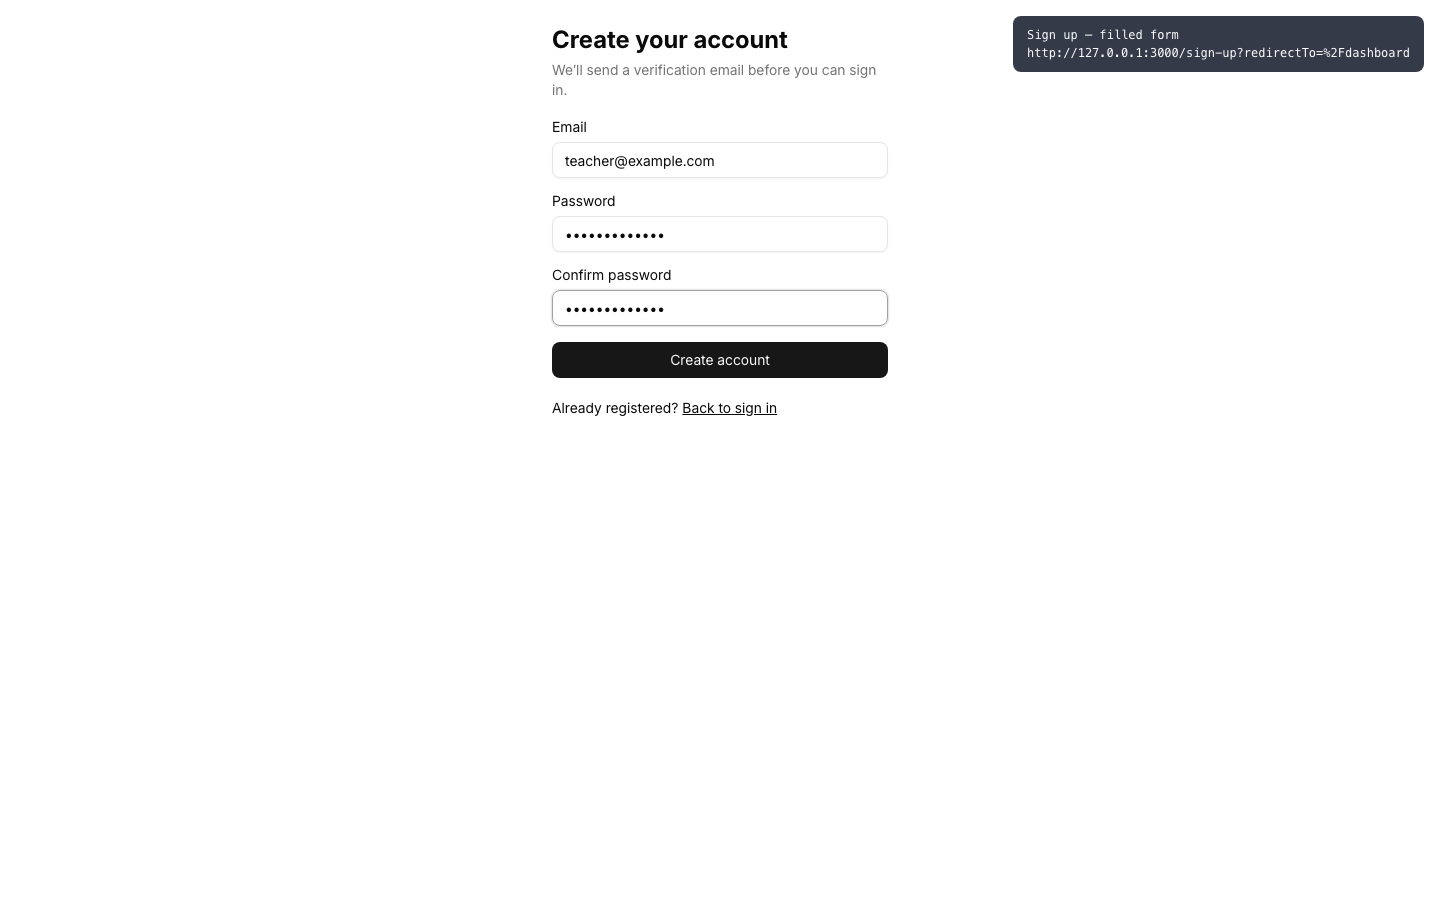 Create your account
We’ll send a verification email before you can sign
in.
Email
teacher@example.com
Password
•••••••••••••
Confirm password
•••••••••••••
Create account
Already registered? Back to sign in
Sign up — filled form
http://127.0.0.1:3000/sign-up?redirectTo=%2Fdashboard